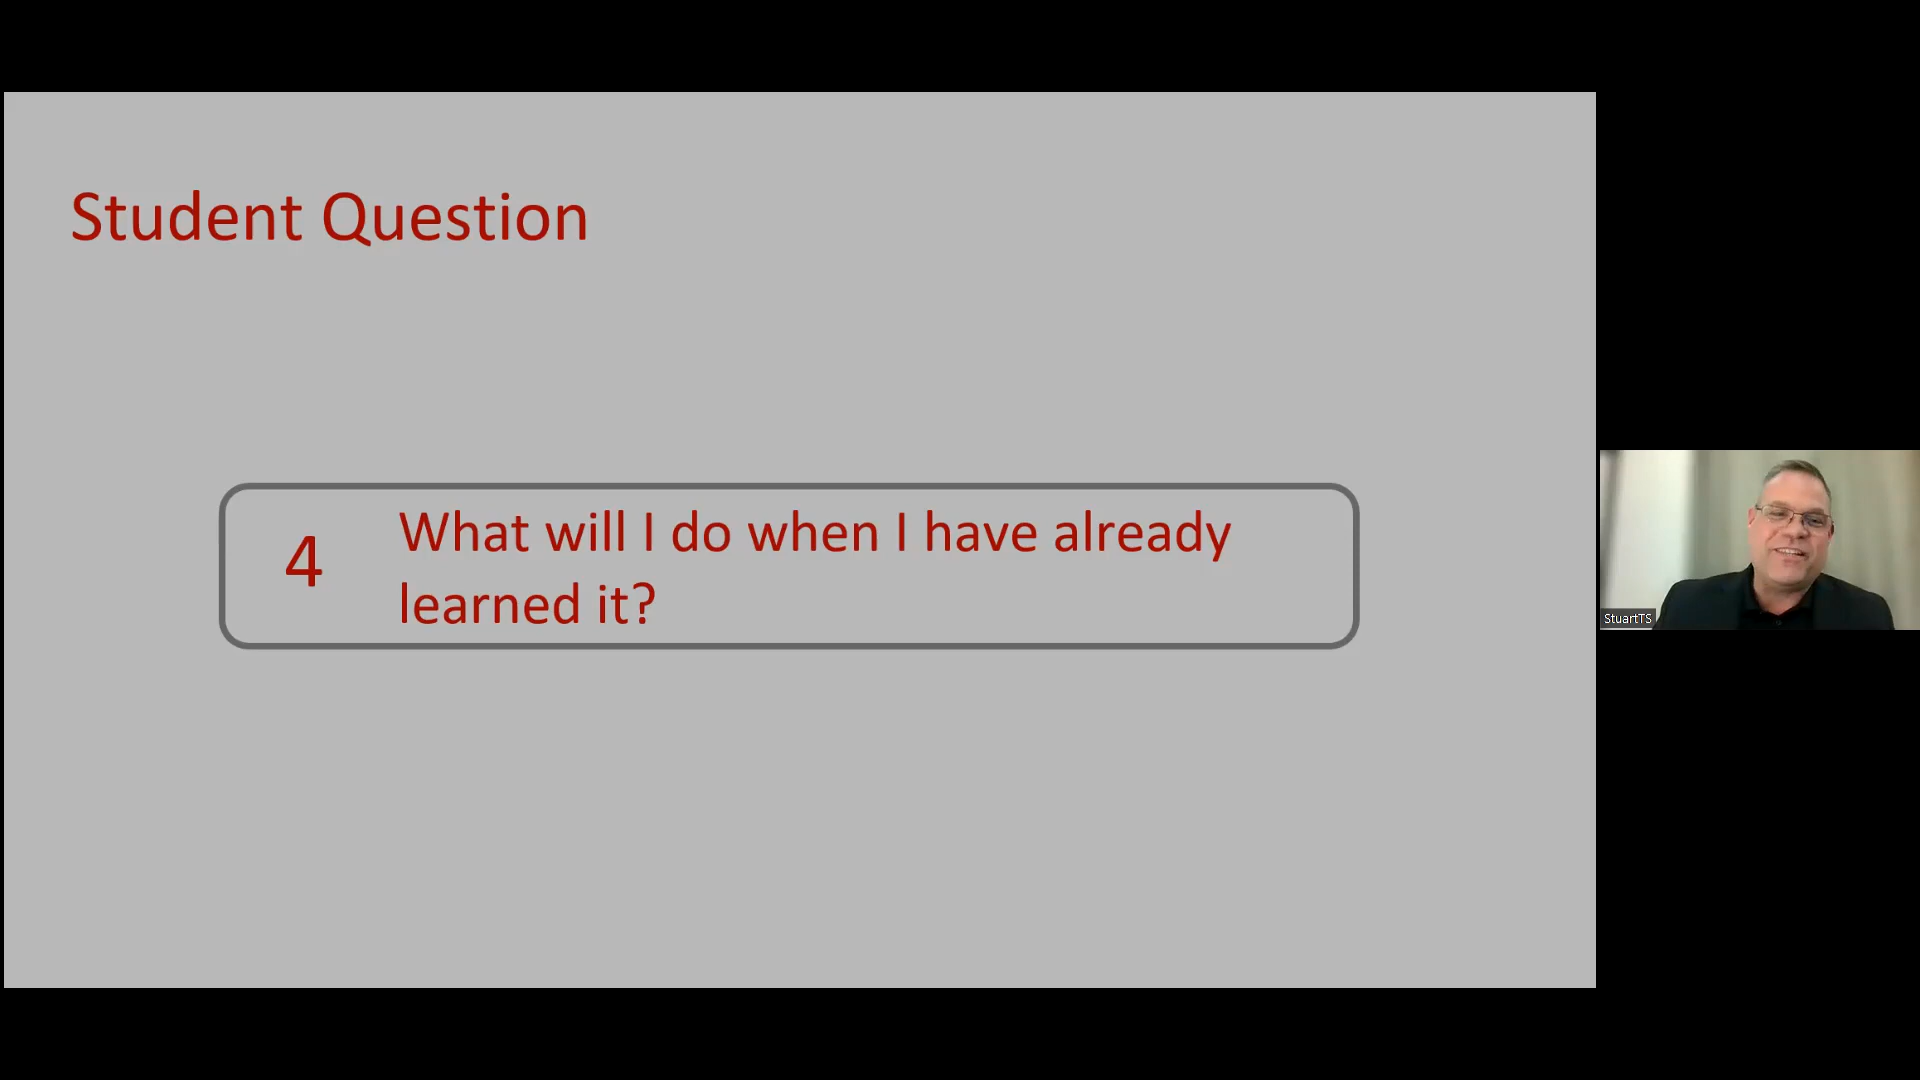 Student Question
4
What will I do when I have already
learned it?
StuartTS